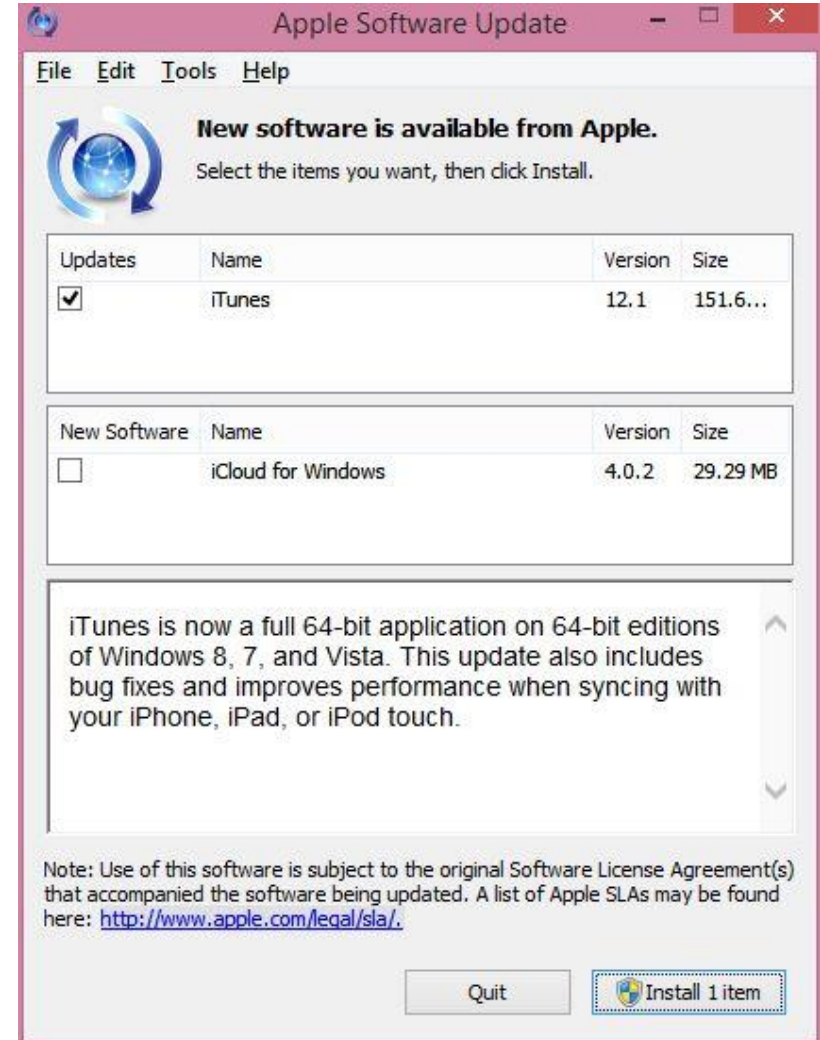 Apple Software Update
File Edit Tools Help
New software is available from Apple.
Select the items you want, then click Install.
Updates Name Version Size
iTunes 12.1 151.6...
New Software Name Version Size
iCloud for Windows 4.0.2 29.29 MB
iTunes is now a full 64-bit application on 64-bit editions
of Windows 8, 7, and Vista. This update also includes
bug fixes and improves performance when syncing with
your iPhone, iPad, or iPod touch.
Note: Use of this software is subject to the original Software License Agreement(s)
that accompanied the software being updated. A list of Apple SLAs may be found
here: http://www.apple.com/legal/sla/.
Quit Install 1 item